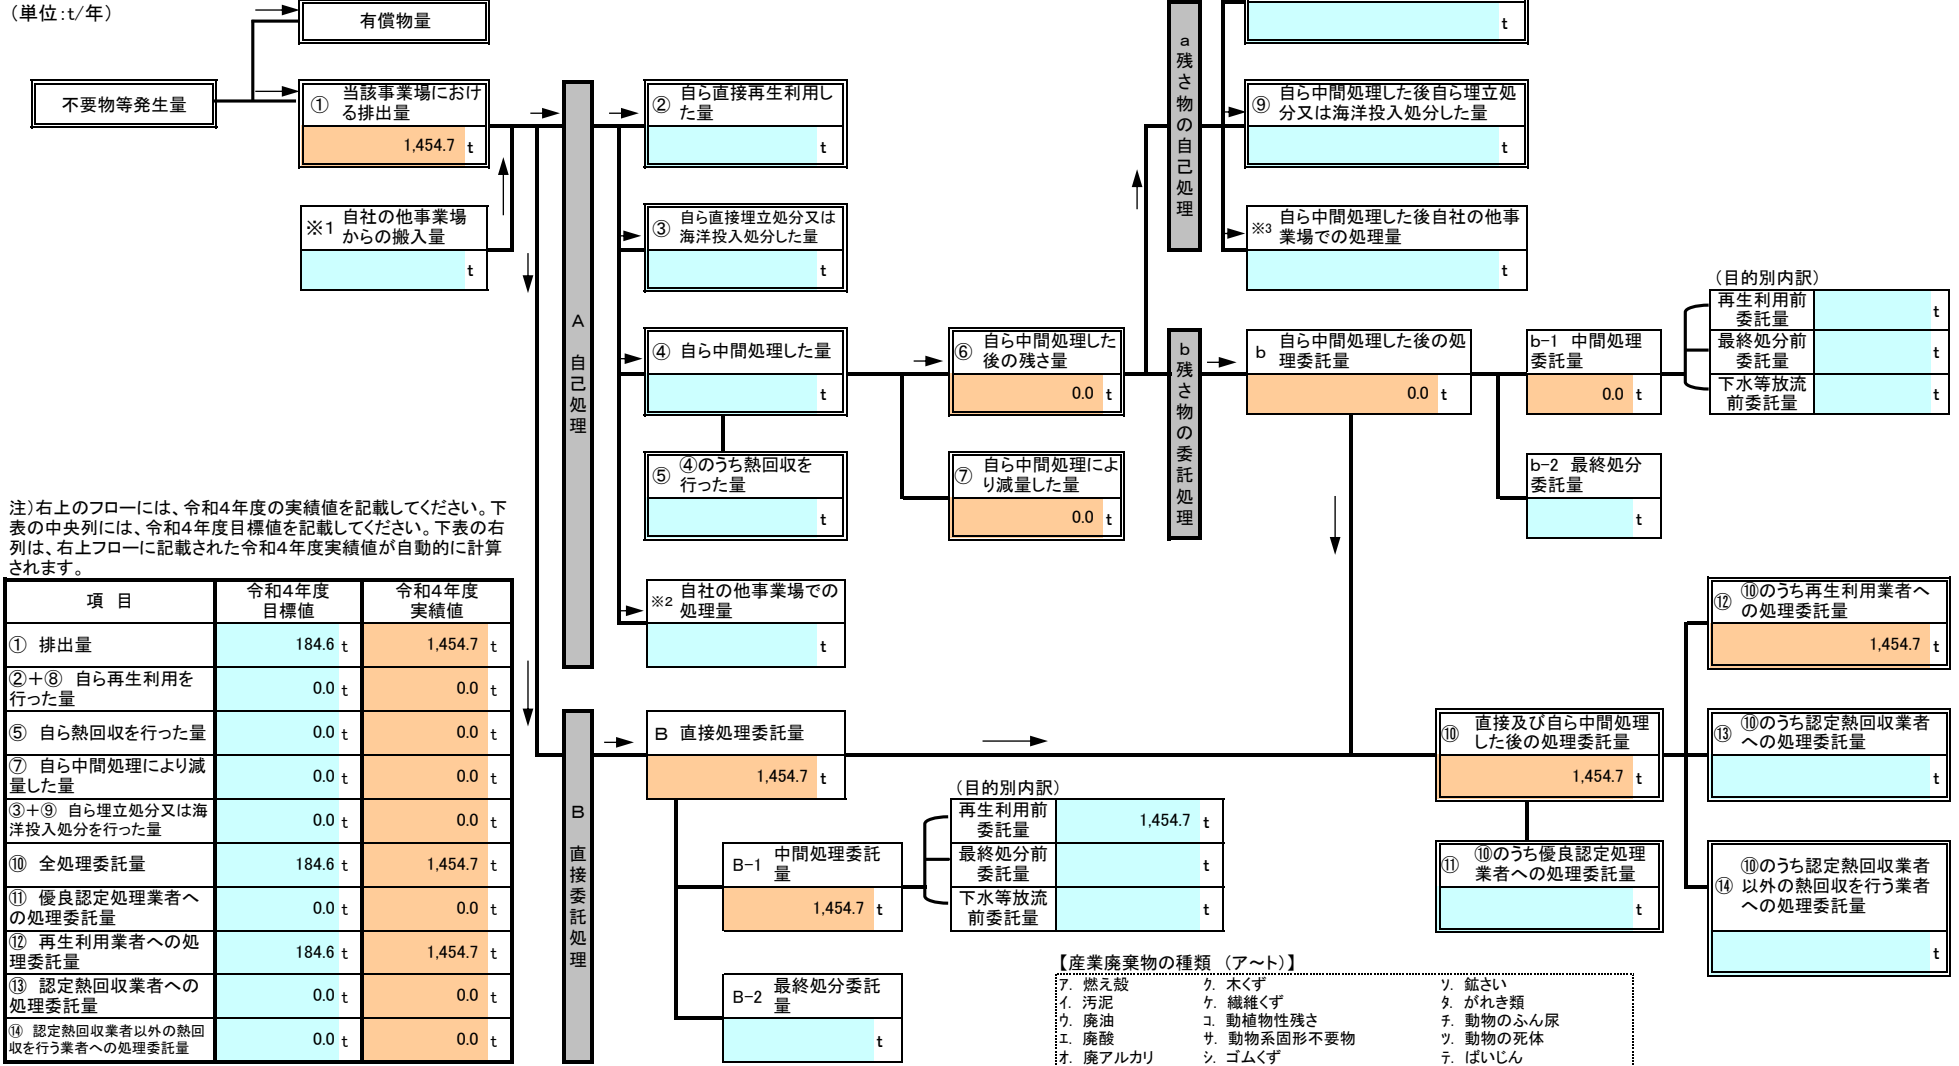 （単位:t/年）
有償物量
不要物等発生量
① 当該事業場におけ
る排出量
1,454.7 t
※1 自社の他事業場
からの搬入量
t
A 自己処理
② 自ら直接再生利用し
た量
t
③ 自ら直接埋立処分又は
海洋投入処分した量
t
④ 自ら中間処理した量
t
⑤ ④のうち熱回収を
行った量
t
※2 自社の他事業場での
処理量
t
⑥ 自ら中間処理した
後の残さ量
0.0 t
⑦ 自ら中間処理によ
り減量した量
0.0 t
a 残さ物の自己処理
t
⑨ 自ら中間処理した後自ら埋立処
分又は海洋投入処分した量
t
※3 自ら中間処理した後自社の他事
業場での処理量
t
b 残さ物の委託処理
b 自ら中間処理した後の処
理委託量
0.0 t
b-1 中間処理
委託量
0.0 t
b-2 最終処分
委託量
t
（目的別内訳）
再生利用前
委託量
t
最終処分前
委託量
t
下水等放流
前委託量
t
注）右上のフローには、令和4年度の実績値を記載してください。下
表の中央列には、令和4年度目標値を記載してください。下表の右
列は、右上フローに記載された令和4年度実績値が自動的に計算
されます。
項 目 令和4年度
目標値 令和4年度
実績値
① 排出量 184.6 t 1,454.7 t
②＋⑧ 自ら再生利用を
行った量 0.0 t 0.0 t
⑤ 自ら熱回収を行った量 0.0 t 0.0 t
⑦ 自ら中間処理により減
量した量 0.0 t 0.0 t
③＋⑨ 自ら埋立処分又は海
洋投入処分を行った量 0.0 t 0.0 t
⑩ 全処理委託量 184.6 t 1,454.7 t
⑪ 優良認定処理業者へ
の処理委託量 0.0 t 0.0 t
⑫ 再生利用業者への処
理委託量 184.6 t 1,454.7 t
⑬ 認定熱回収業者への
処理委託量 0.0 t 0.0 t
⑭ 認定熱回収業者以外の熱回
収を行う業者への処理委託量 0.0 t 0.0 t
B 直接委託処理
B 直接処理委託量
1,454.7 t
B-1 中間処理委託
量
1,454.7 t
B-2 最終処分委託
量
t
（目的別内訳）
再生利用前
委託量
1,454.7 t
最終処分前
委託量
t
下水等放流
前委託量
t
⑩ 直接及び自ら中間処理
した後の処理委託量
1,454.7 t
⑪ ⑩のうち優良認定処理
業者への処理委託量
t
⑫ ⑩のうち再生利用業者へ
の処理委託量
1,454.7 t
⑬ ⑩のうち認定熱回収業者
への処理委託量
t
⑭ ⑩のうち認定熱回収業者
以外の熱回収を行う業者
への処理委託量
t
【産業廃棄物の種類 （ア～ト）】
ア. 燃え殻 ク. 木くず ソ. 鉱さい
イ. 汚泥 ケ. 繊維くず タ. がれき類
ウ. 廃油 コ. 動植物性残さ チ. 動物のふん尿
エ. 廃酸 サ. 動物系固形不要物 ツ. 動物の死体
オ. 廃アルカリ シ. ゴムくず テ. ばいじん